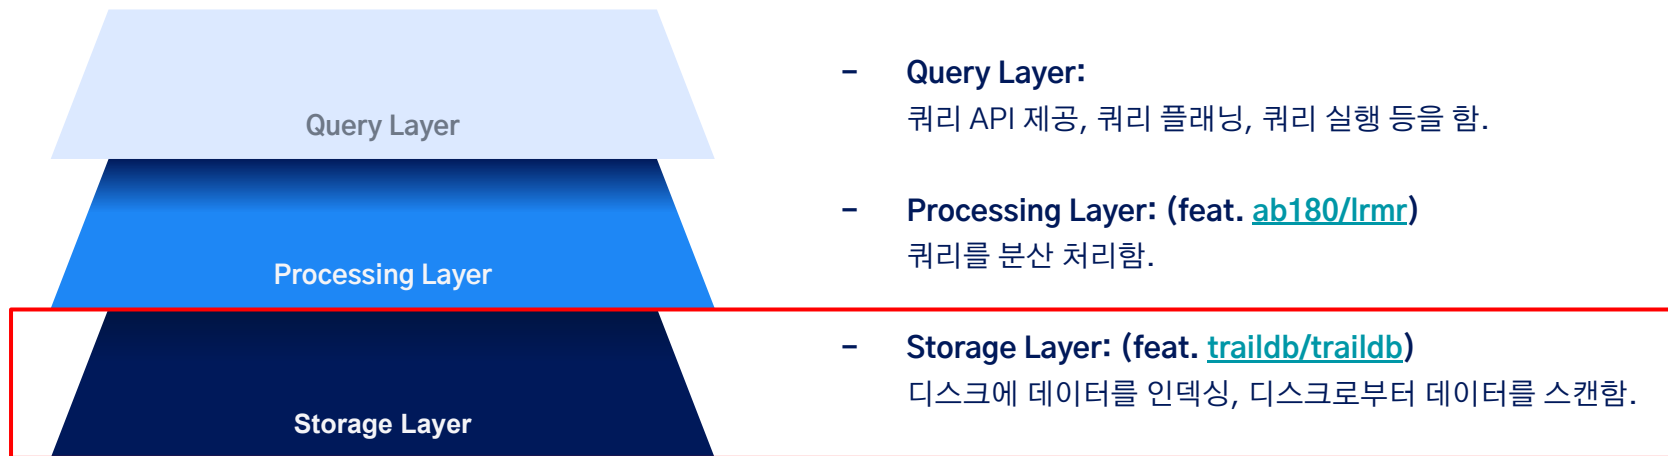 Query Layer
Processing Layer
Storage Layer
- Query Layer:
쿼리 API 제공, 쿼리 플래닝, 쿼리 실행 등을 함.
- Processing Layer: (feat. ab180/lrmr)
쿼리를 분산 처리함.
- Storage Layer: (feat. traildb/traildb)
디스크에 데이터를 인덱싱, 디스크로부터 데이터를 스캔함.